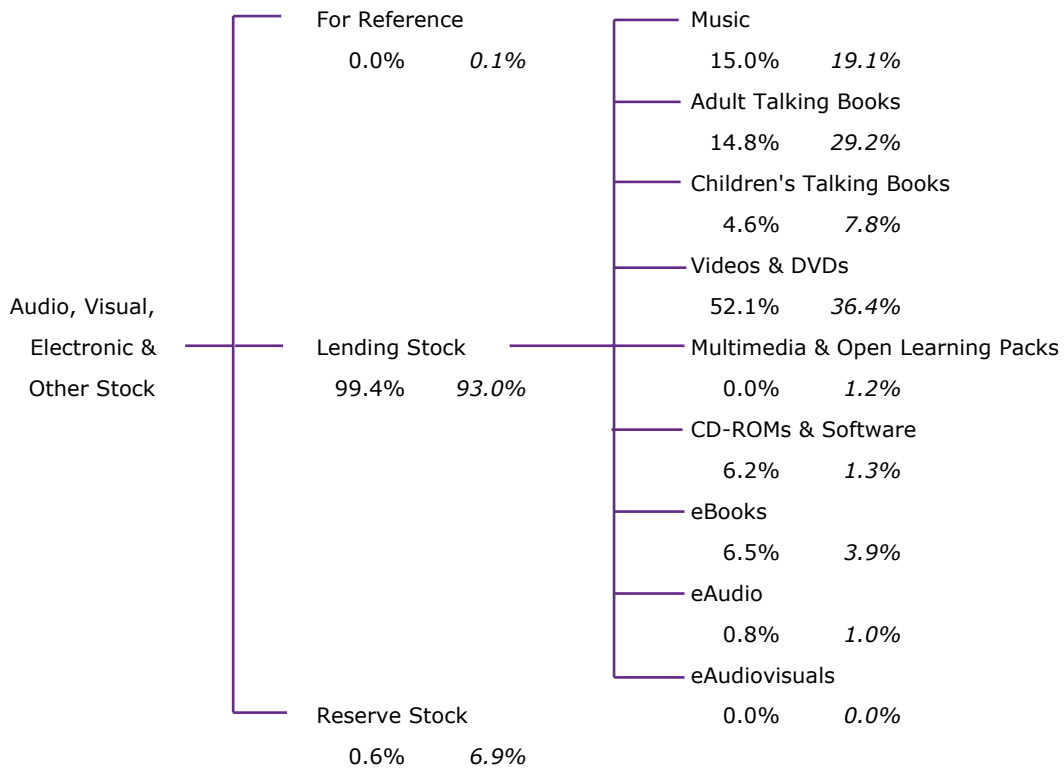 For Reference
0.0% 0.1%
Audio, Visual,
Electronic &
Other Stock
Lending Stock
99.4% 93.0%
Reserve Stock
0.6% 6.9%
Music
15.0% 19.1%
Adult Talking Books
14.8% 29.2%
Children's Talking Books
4.6% 7.8%
Videos & DVDs
52.1% 36.4%
Multimedia & Open Learning Packs
0.0% 1.2%
CD-ROMs & Software
6.2% 1.3%
eBooks
6.5% 3.9%
eAudio
0.8% 1.0%
eAudiovisuals
0.0% 0.0%